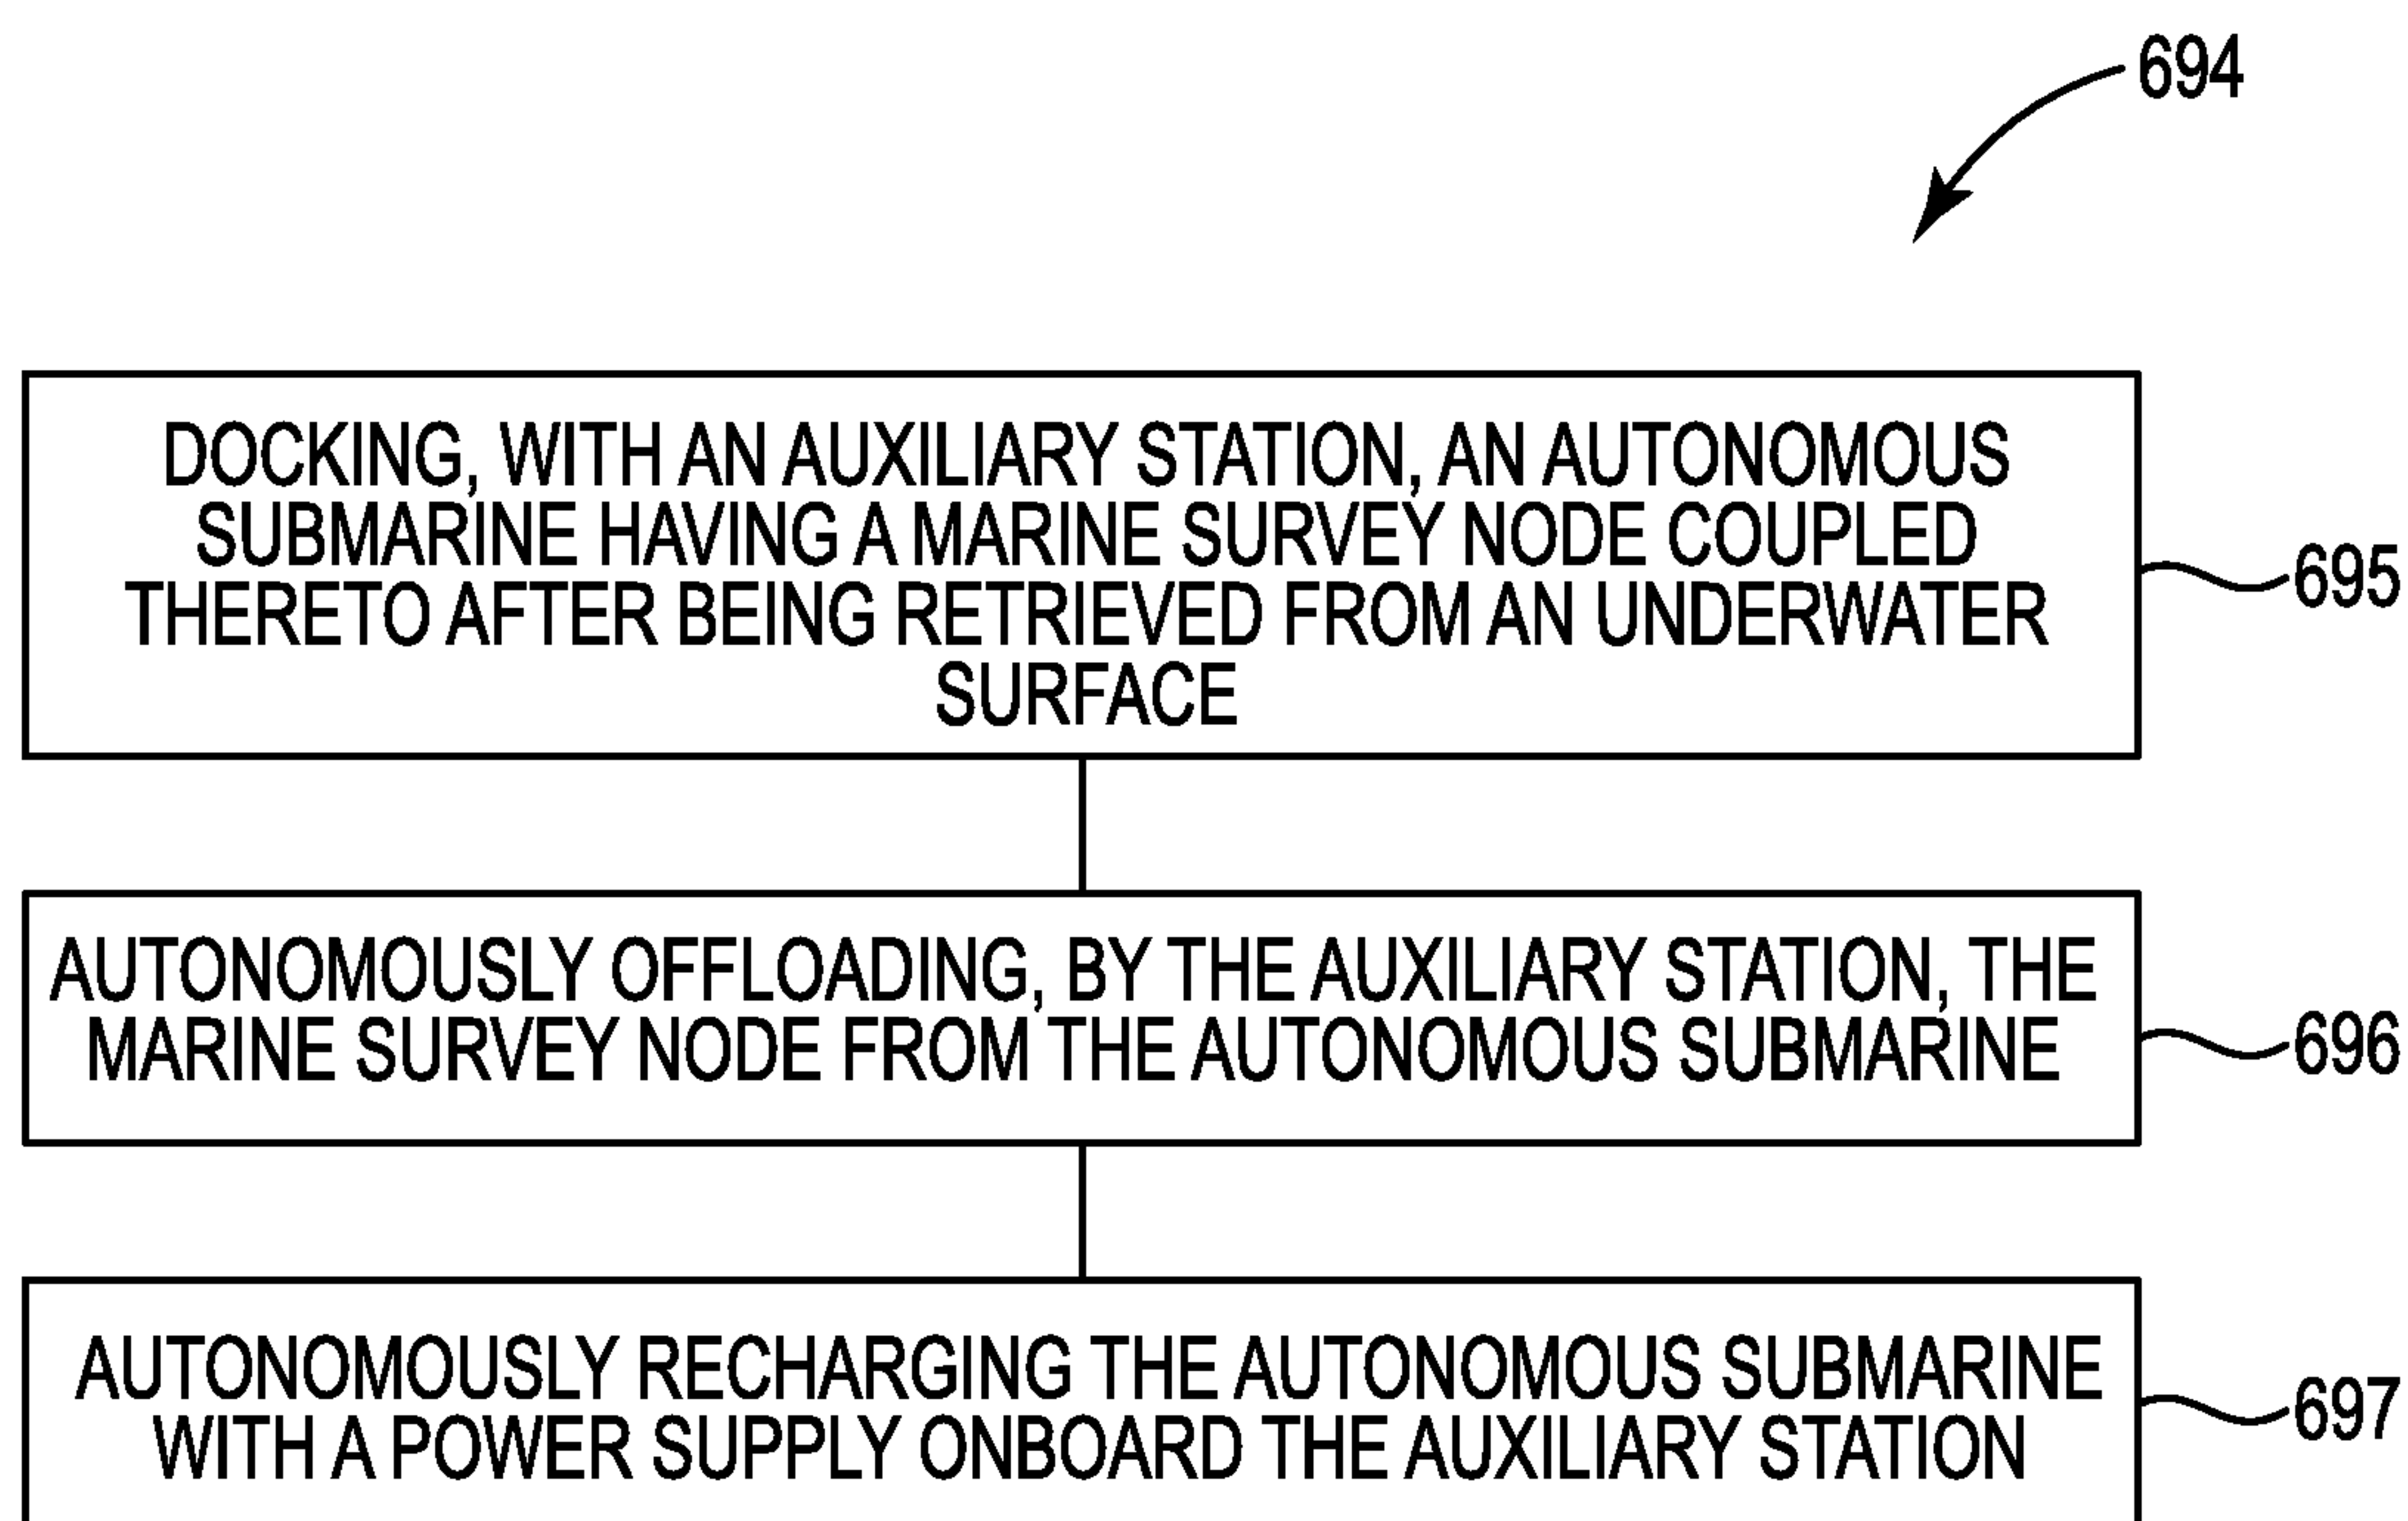 694
DOCKING, WITH AN AUXILIARY STATION, AN AUTONOMOUS
SUBMARINE HAVING A MARINE SURVEY NODE COUPLED
THERETO AFTER BEING RETRIEVED FROM AN UNDERWATER
SURFACE
695
AUTONOMOUSLY OFFLOADING, BY THE AUXILIARY STATION, THE
MARINE SURVEY NODE FROM THE AUTONOMOUS SUBMARINE
696
AUTONOMOUSLY RECHARGING THE AUTONOMOUS SUBMARINE
WITH A POWER SUPPLY ONBOARD THE AUXILIARY STATION
697